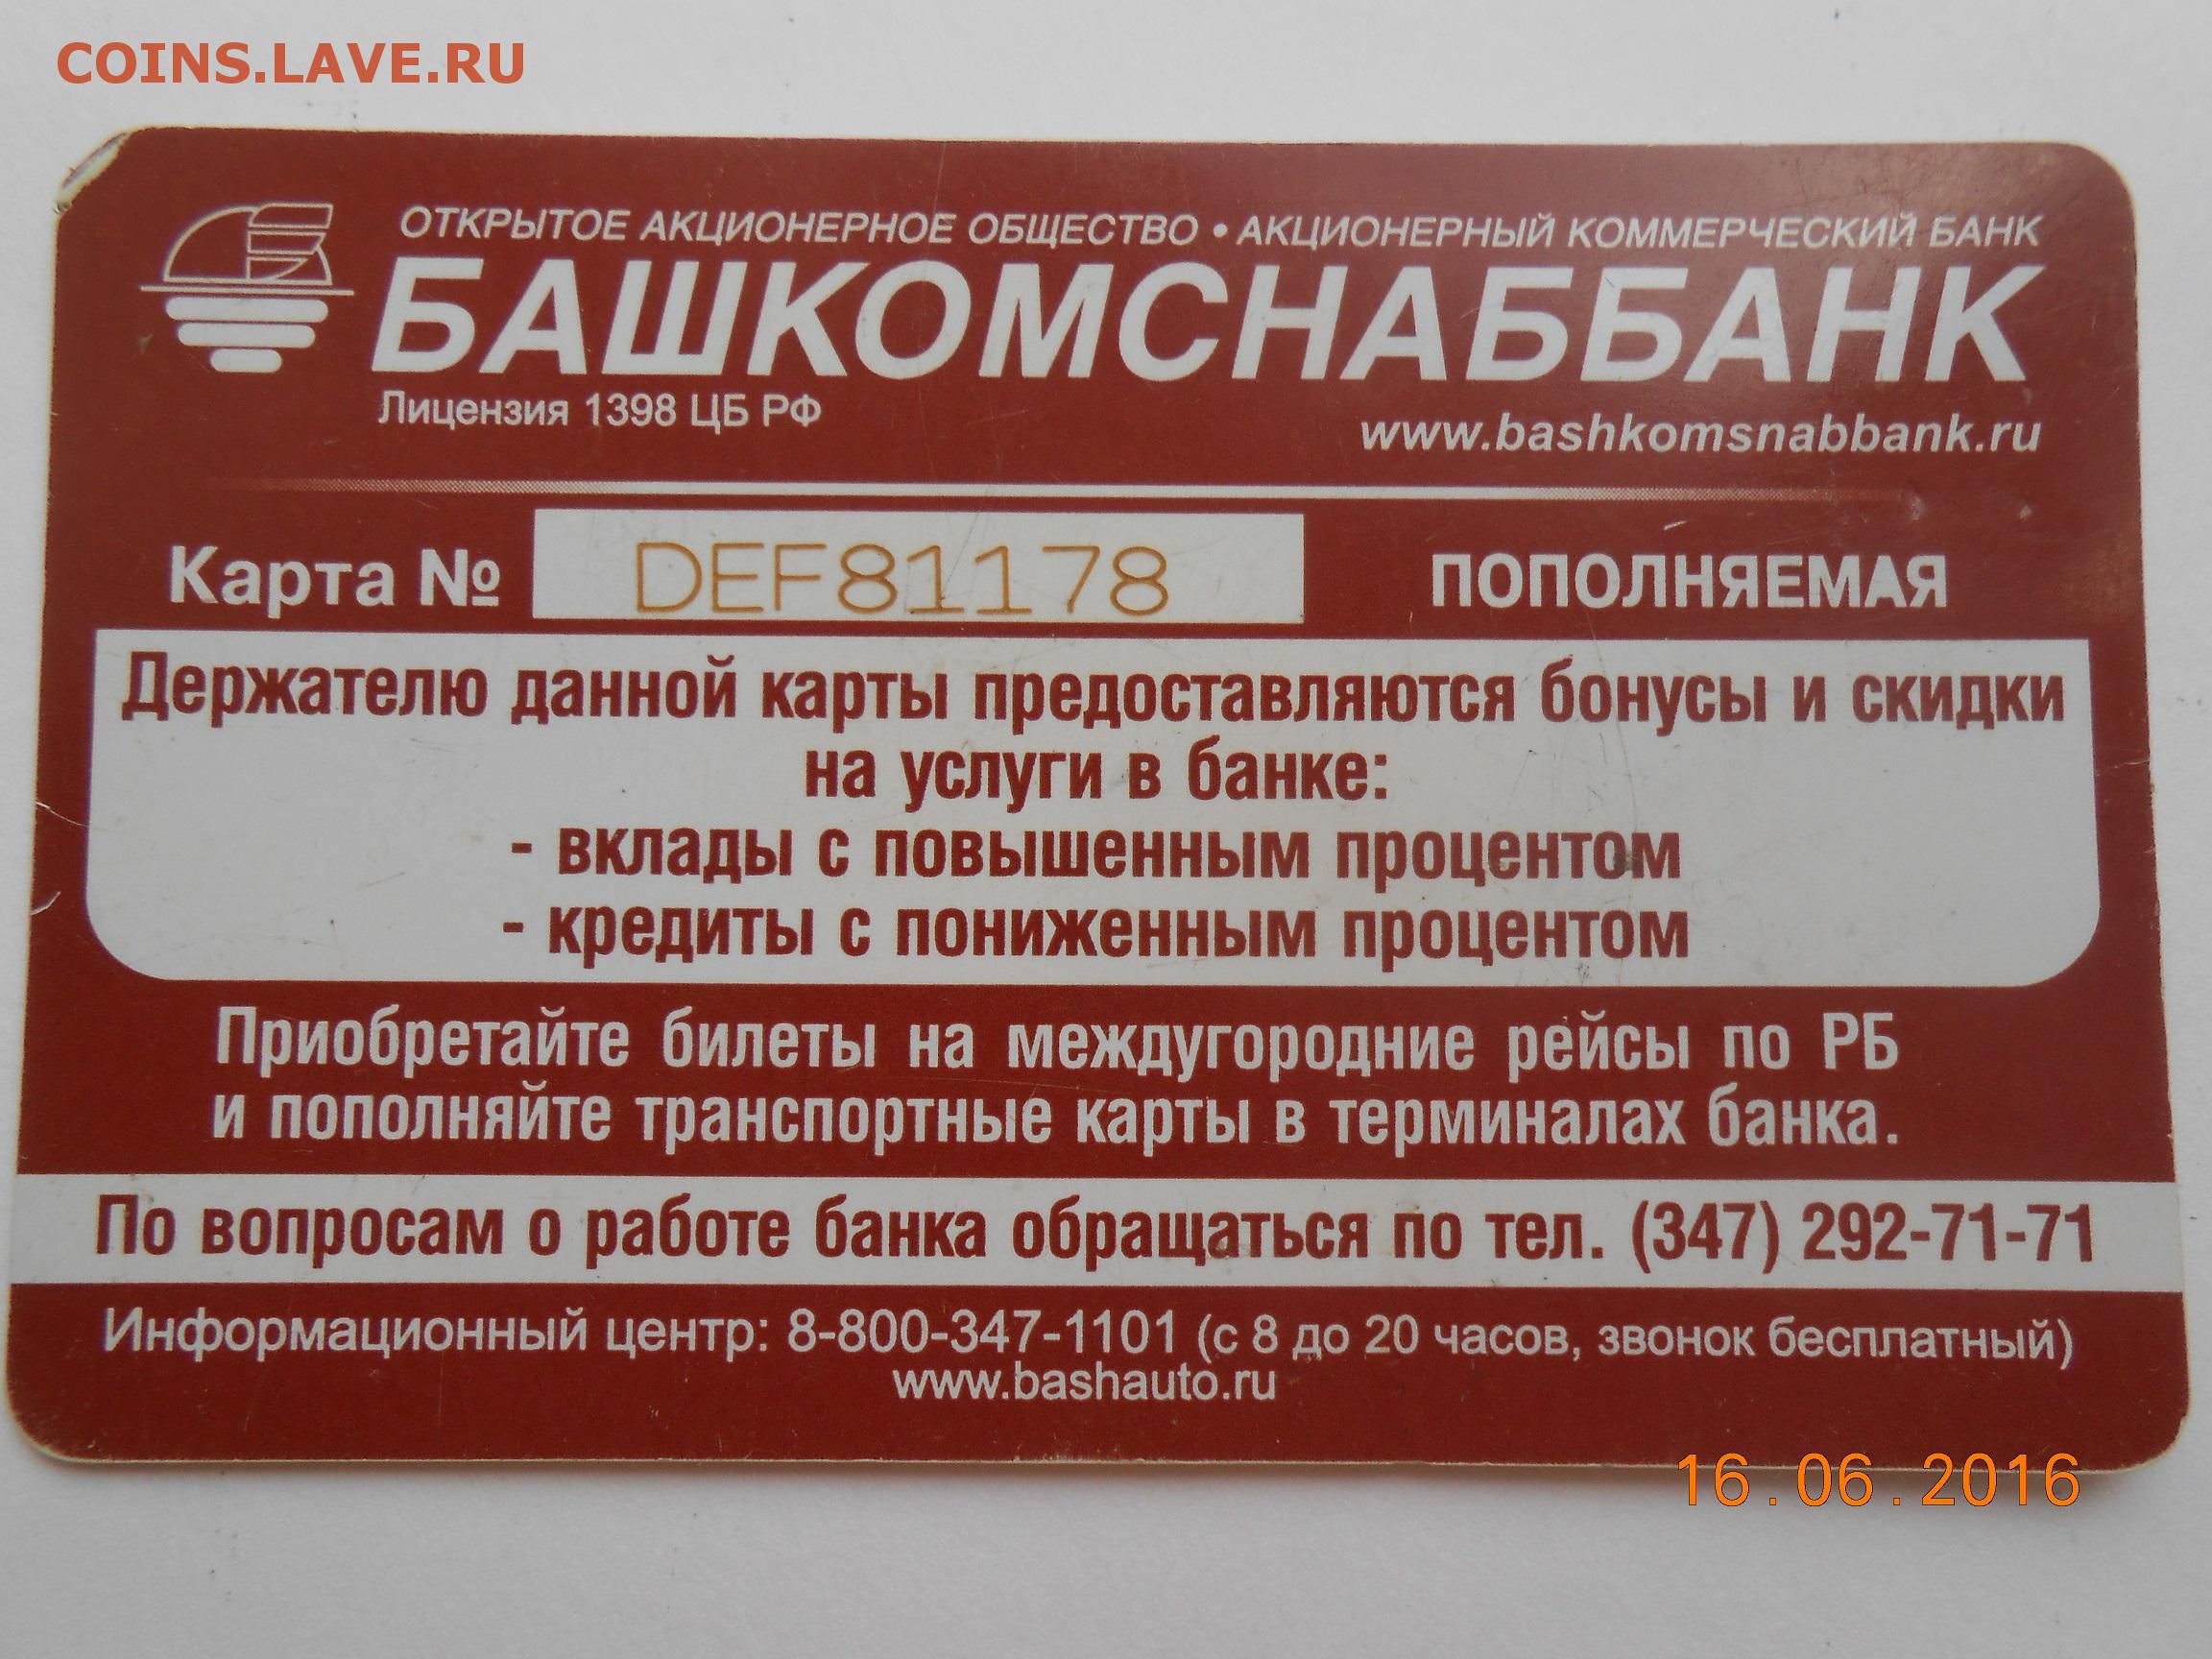 COINS.LAVE.RU
ОТКРЫТОЕ АКЦИОНЕРНОЕ ОБЩЕСТВО • АКЦИОНЕРНЫЙ КОММЕРЧЕСКИЙ БАНК
БАШКОМСНАББАНК
Лицензия 1398 ЦБ РФ
www.bashkomsnabbank.ru
Карта № DEF81178 ПОПОЛНЯЕМАЯ
Держателю данной карты предоставляются бонусы и скидки
на услуги в банке:
- вклады с повышенным процентом
- кредиты с пониженным процентом
Приобретайте билеты на междугородние рейсы по РБ
и пополняйте транспортные карты в терминалах банка.
По вопросам о работе банка обращаться по тел. (347) 292-71-71
Информационный центр: 8-800-347-1101 (с 8 до 20 часов, звонок бесплатный)
www.bashauto.ru
16.06.2016